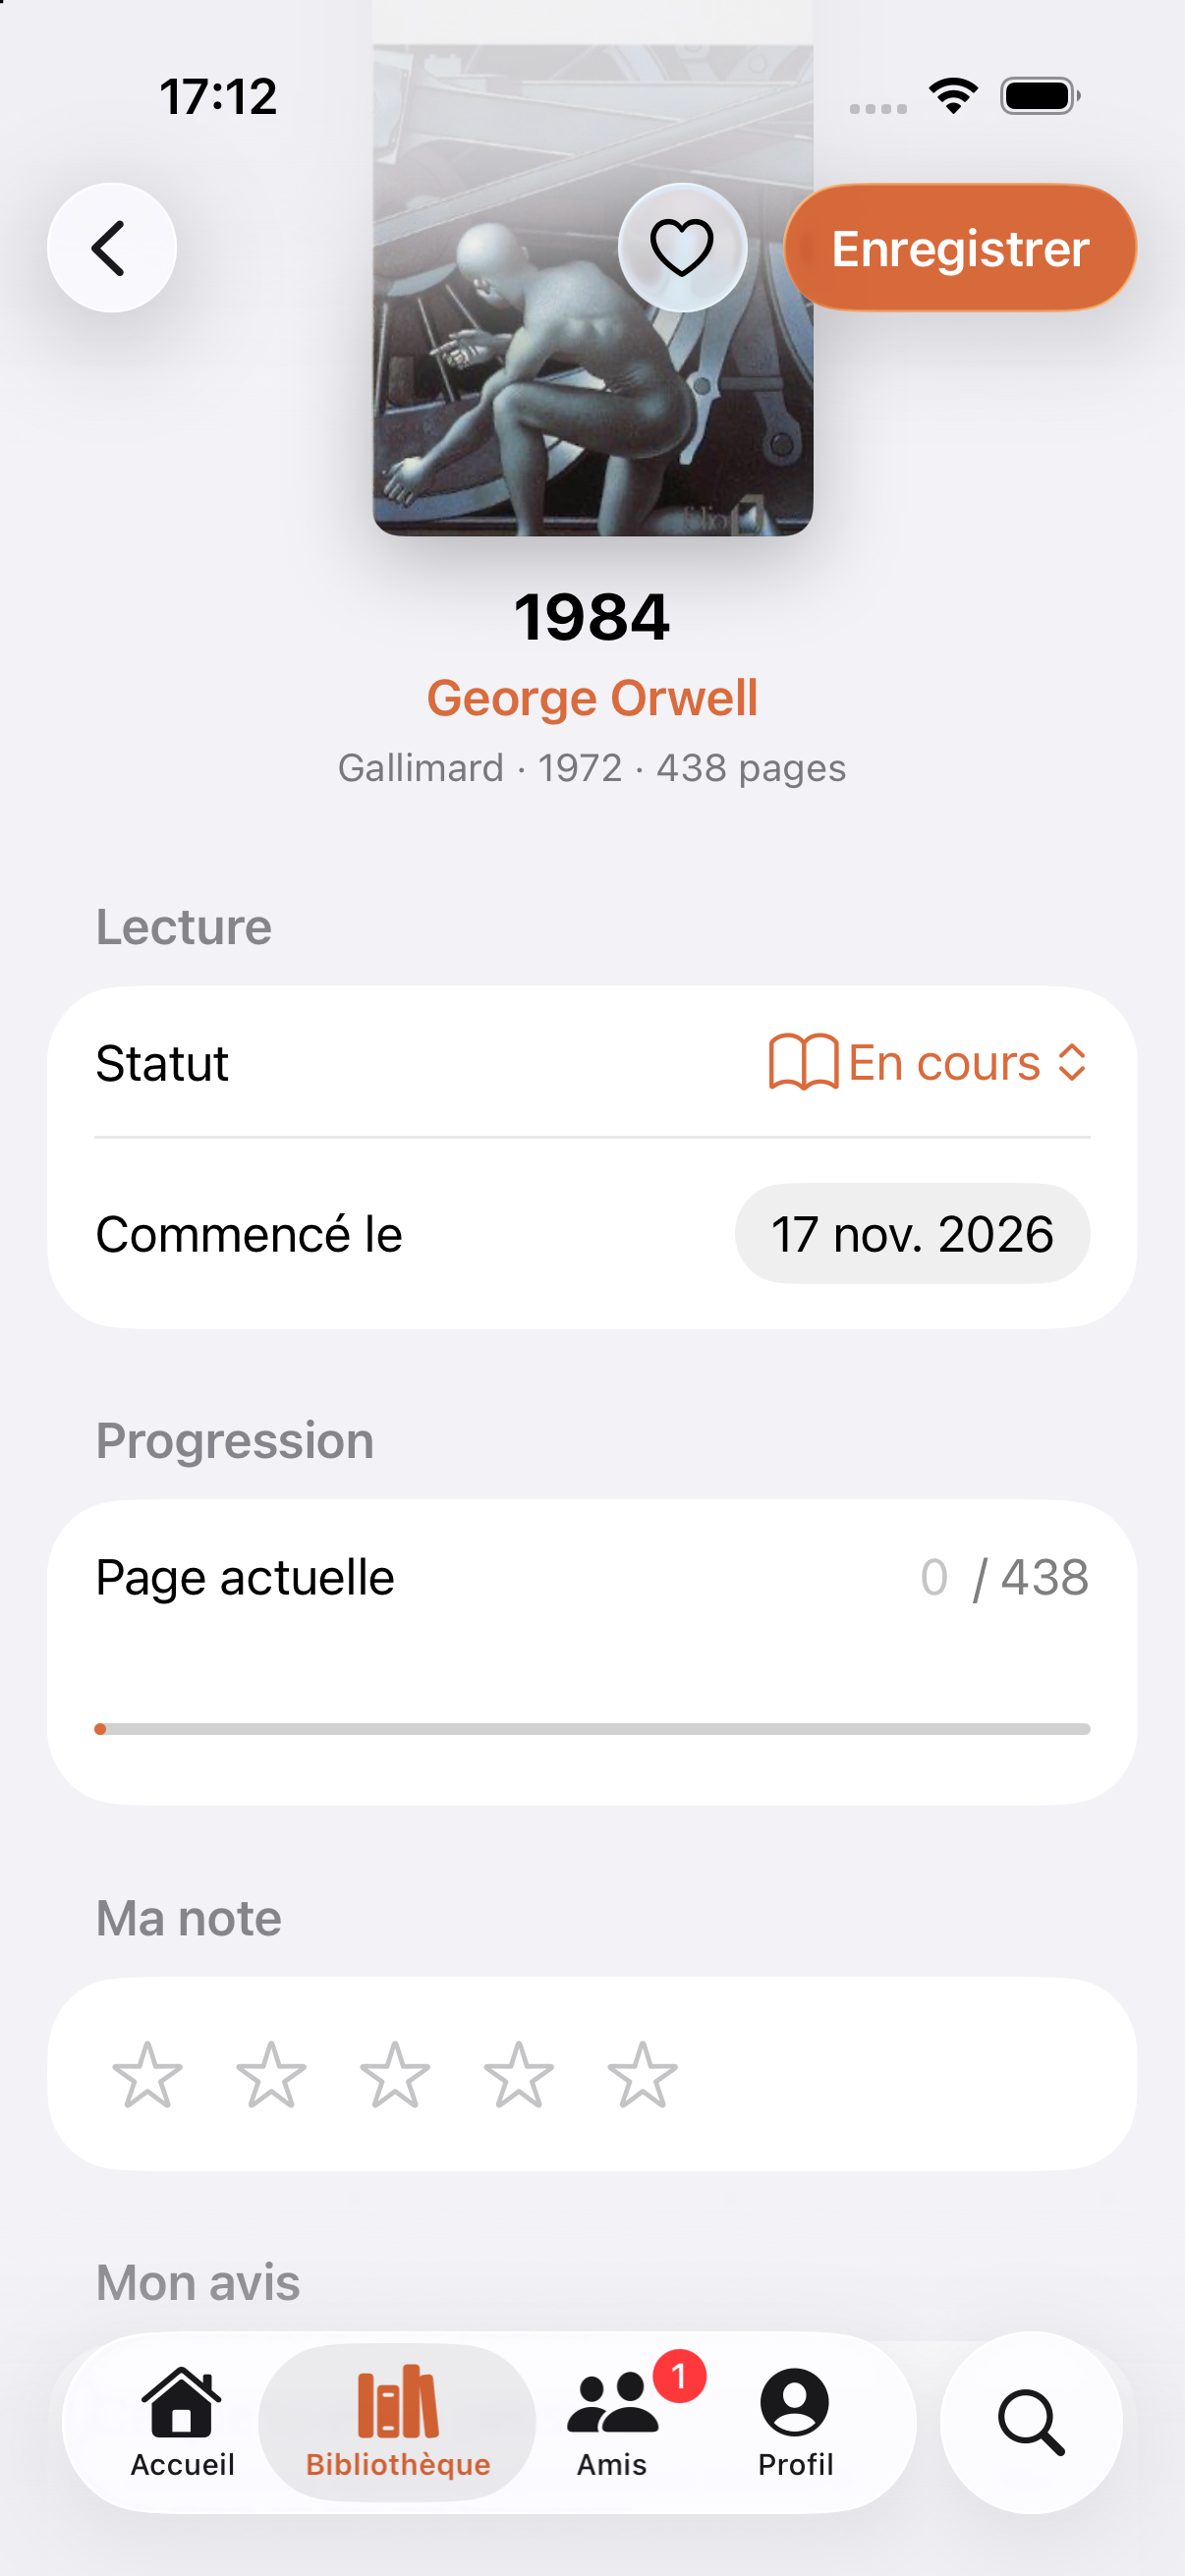 17:12
Enregistrer
folio
1984
George Orwell
Gallimard · 1972 · 438 pages
Lecture
Statut En cours
Commencé le 17 nov. 2026
Progression
Page actuelle 0 / 438
Ma note
Mon avis
1
Accueil Bibliothèque Amis Profil